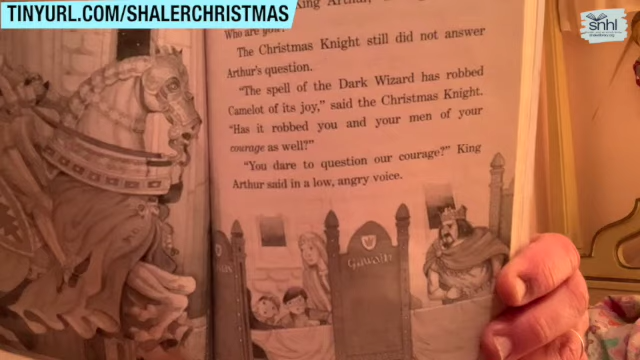 TINYURL.COM/SHALERCHRISTMAS
snhl
King Arthur,
Who are you?
The Christmas Knight still did not answer
Arthur's question.
"The spell of the Dark Wizard has robbed
Camelot of its joy," said the Christmas Knight.
"Has it robbed you and your men of your
courage as well?"
"You dare to question our courage?" King
Arthur said in a low, angry voice.
Gawain